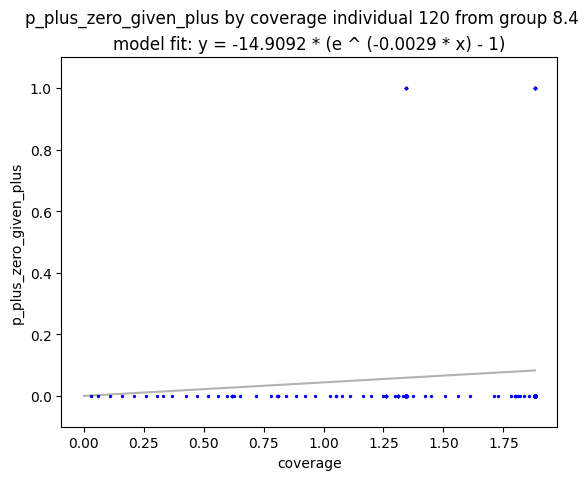 p_plus_zero_given_plus by coverage individual 120 from group 8.4
model fit: y = -14.9092 * (e ^ (-0.0029 * x) - 1)
1.0
0.8
0.6
0.4
0.2
0.0
p_plus_zero_given_plus
0.00 0.25 0.50 0.75 1.00 1.25 1.50 1.75
coverage